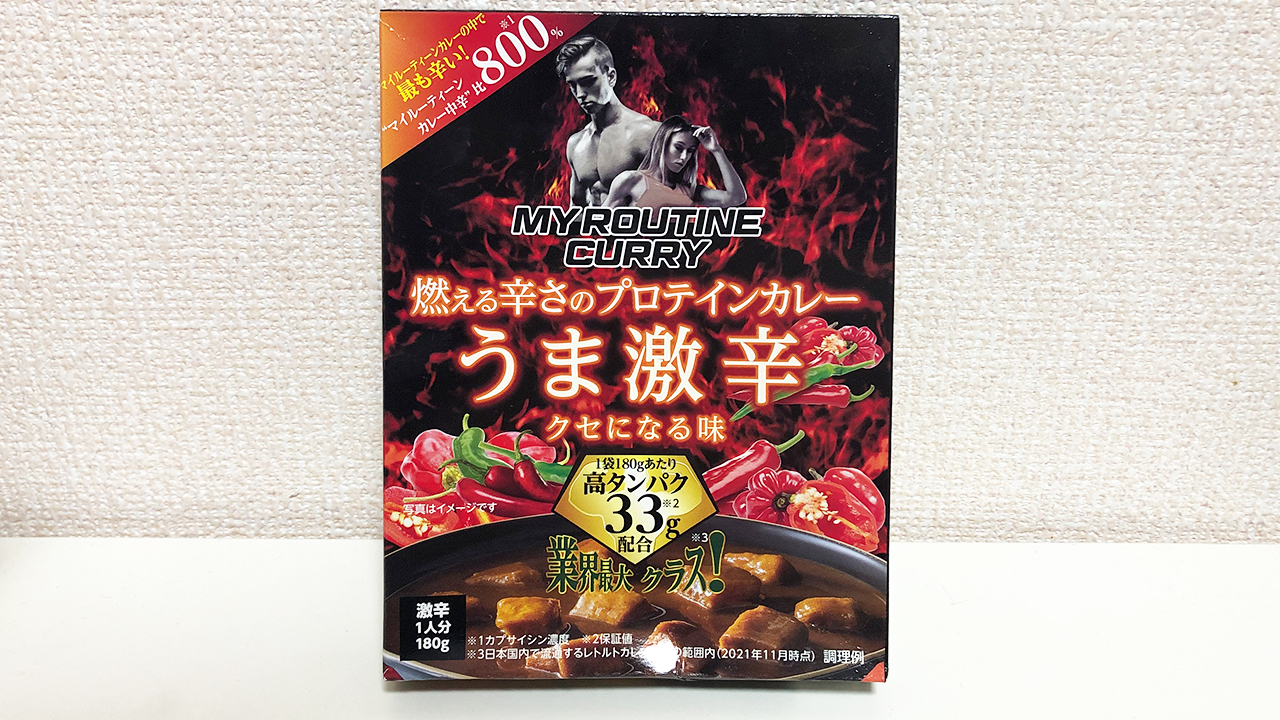 マイルーティーンカレーの中で
最も辛い!
"マイルーティーン
カレー中辛"比800%※1
MY ROUTINE
CURRY
燃える辛さのプロテインカレー
うま激辛
クセになる味
1袋180gあたり
高タンパク
33g※2
配合
業界最大クラス!※3
写真はイメージです
激辛
1人分
180g
※1カプサイシン濃度 ※2保証値
※3日本国内で流通するレトルトカレ の範囲内(2021年11月時点)
調理例